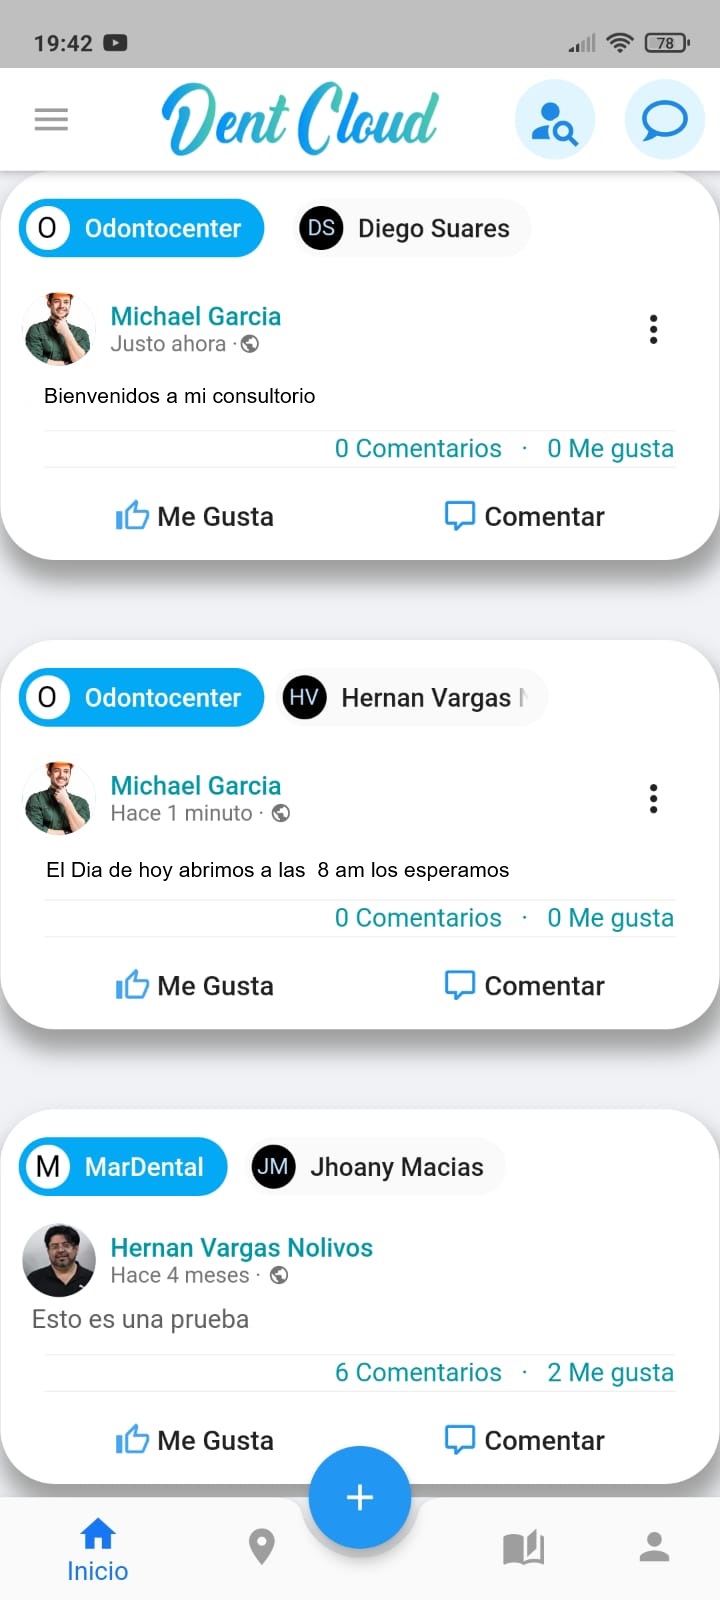 19:42
78
Dent Cloud
O Odontocenter DS Diego Suares
Michael Garcia
Justo ahora ·
Bienvenidos a mi consultorio
0 Comentarios · 0 Me gusta
Me Gusta Comentar
O Odontocenter HV Hernan Vargas
Michael Garcia
Hace 1 minuto ·
El Dia de hoy abrimos a las  8 am los esperamos
0 Comentarios · 0 Me gusta
Me Gusta Comentar
M MarDental JM Jhoany Macias
Hernan Vargas Nolivos
Hace 4 meses ·
Esto es una prueba
6 Comentarios · 2 Me gusta
Me Gusta Comentar
+
Inicio